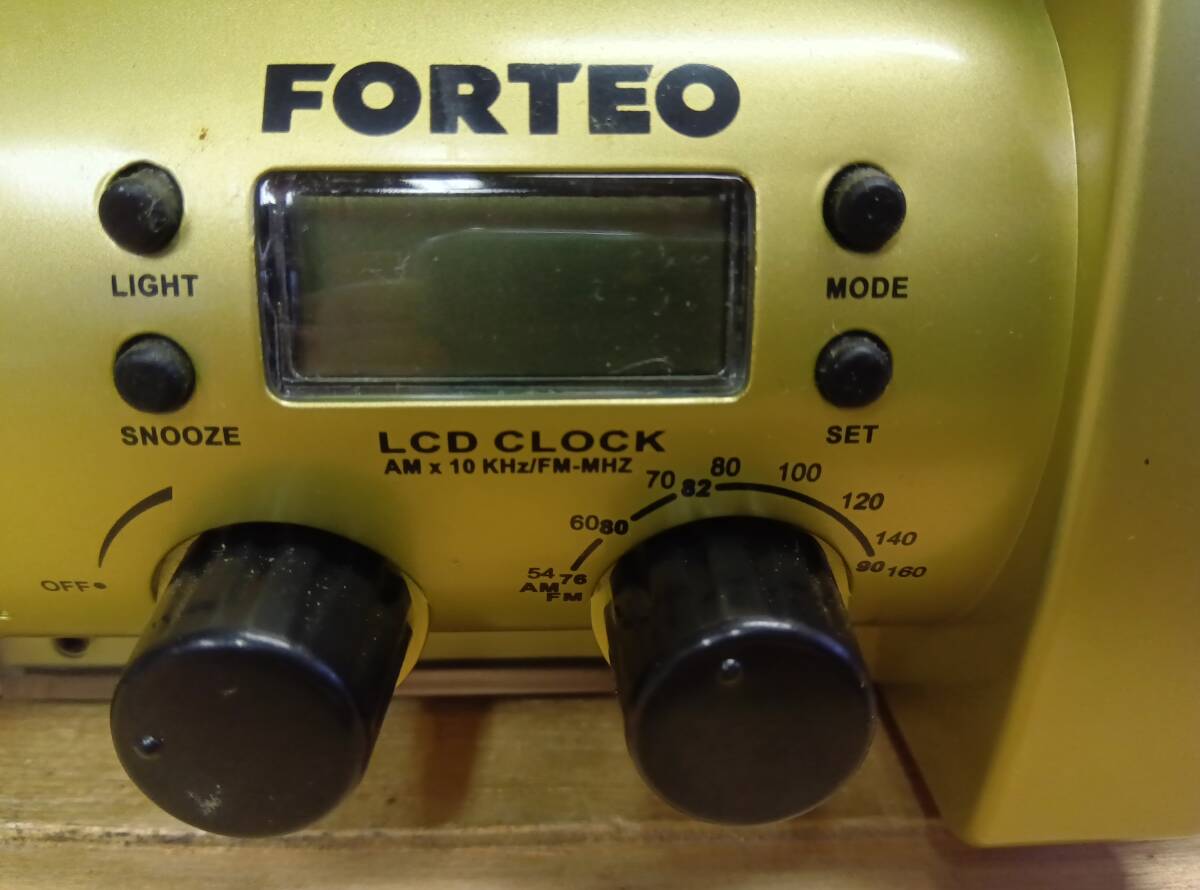 FORTEO
LIGHT
MODE
SNOOZE
SET
LCD CLOCK
AM x 10 KHz/FM-MHZ
OFF
54 60 70 80 100 120 140 160
AM
76 80 82 90
FM